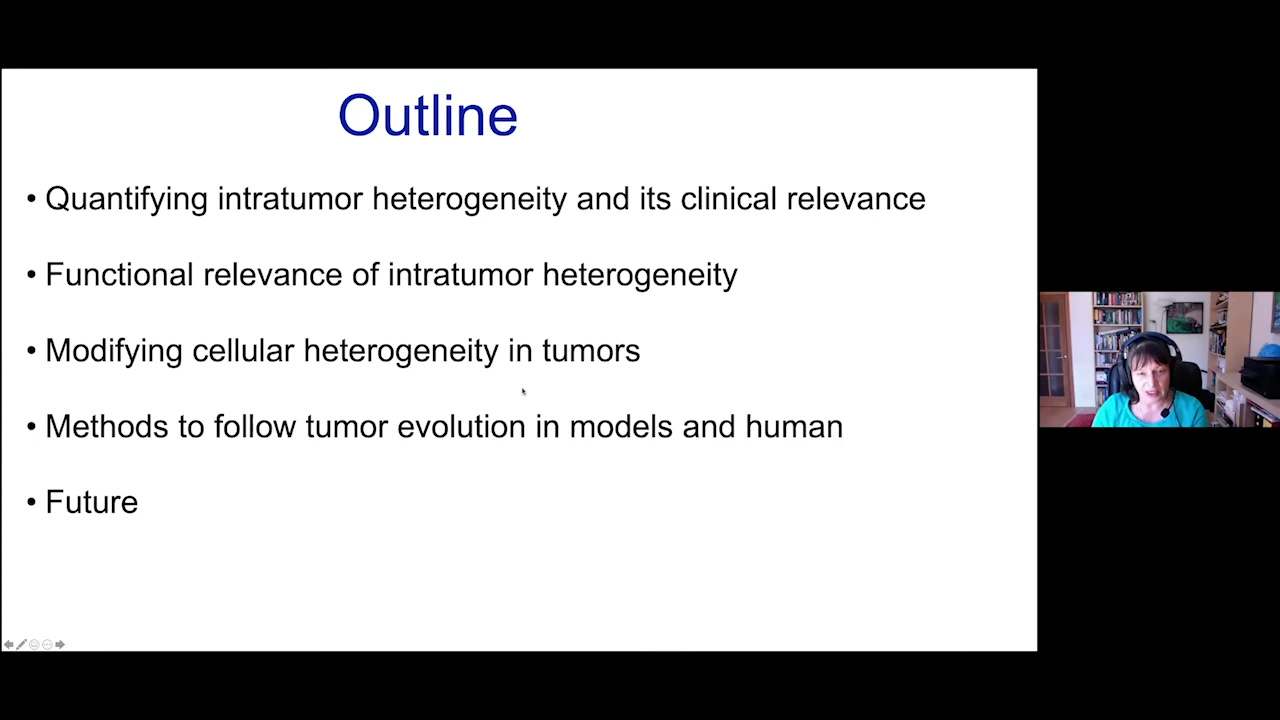 Outline
• Quantifying intratumor heterogeneity and its clinical relevance
• Functional relevance of intratumor heterogeneity
• Modifying cellular heterogeneity in tumors
• Methods to follow tumor evolution in models and human
• Future